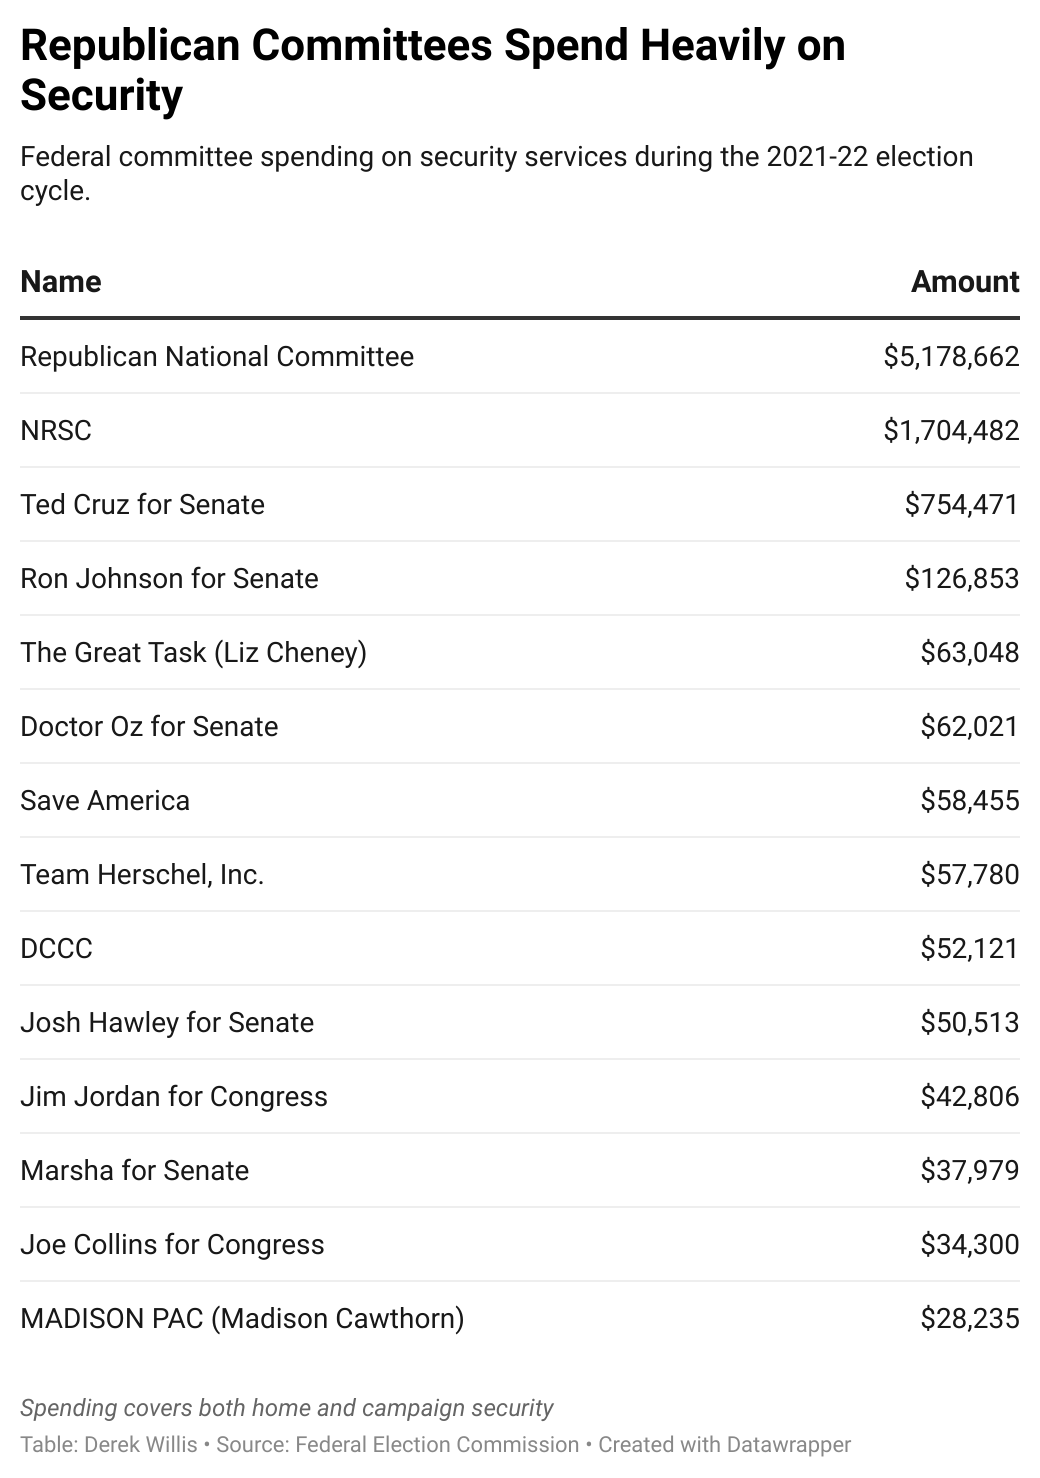 Republican Committees Spend Heavily on
Security
Federal committee spending on security services during the 2021-22 election
cycle.
Name Amount
Republican National Committee $5,178,662
NRSC $1,704,482
Ted Cruz for Senate $754,471
Ron Johnson for Senate $126,853
The Great Task (Liz Cheney) $63,048
Doctor Oz for Senate $62,021
Save America $58,455
Team Herschel, Inc. $57,780
DCCC $52,121
Josh Hawley for Senate $50,513
Jim Jordan for Congress $42,806
Marsha for Senate $37,979
Joe Collins for Congress $34,300
MADISON PAC (Madison Cawthorn) $28,235
Spending covers both home and campaign security
Table: Derek Willis • Source: Federal Election Commission • Created with Datawrapper